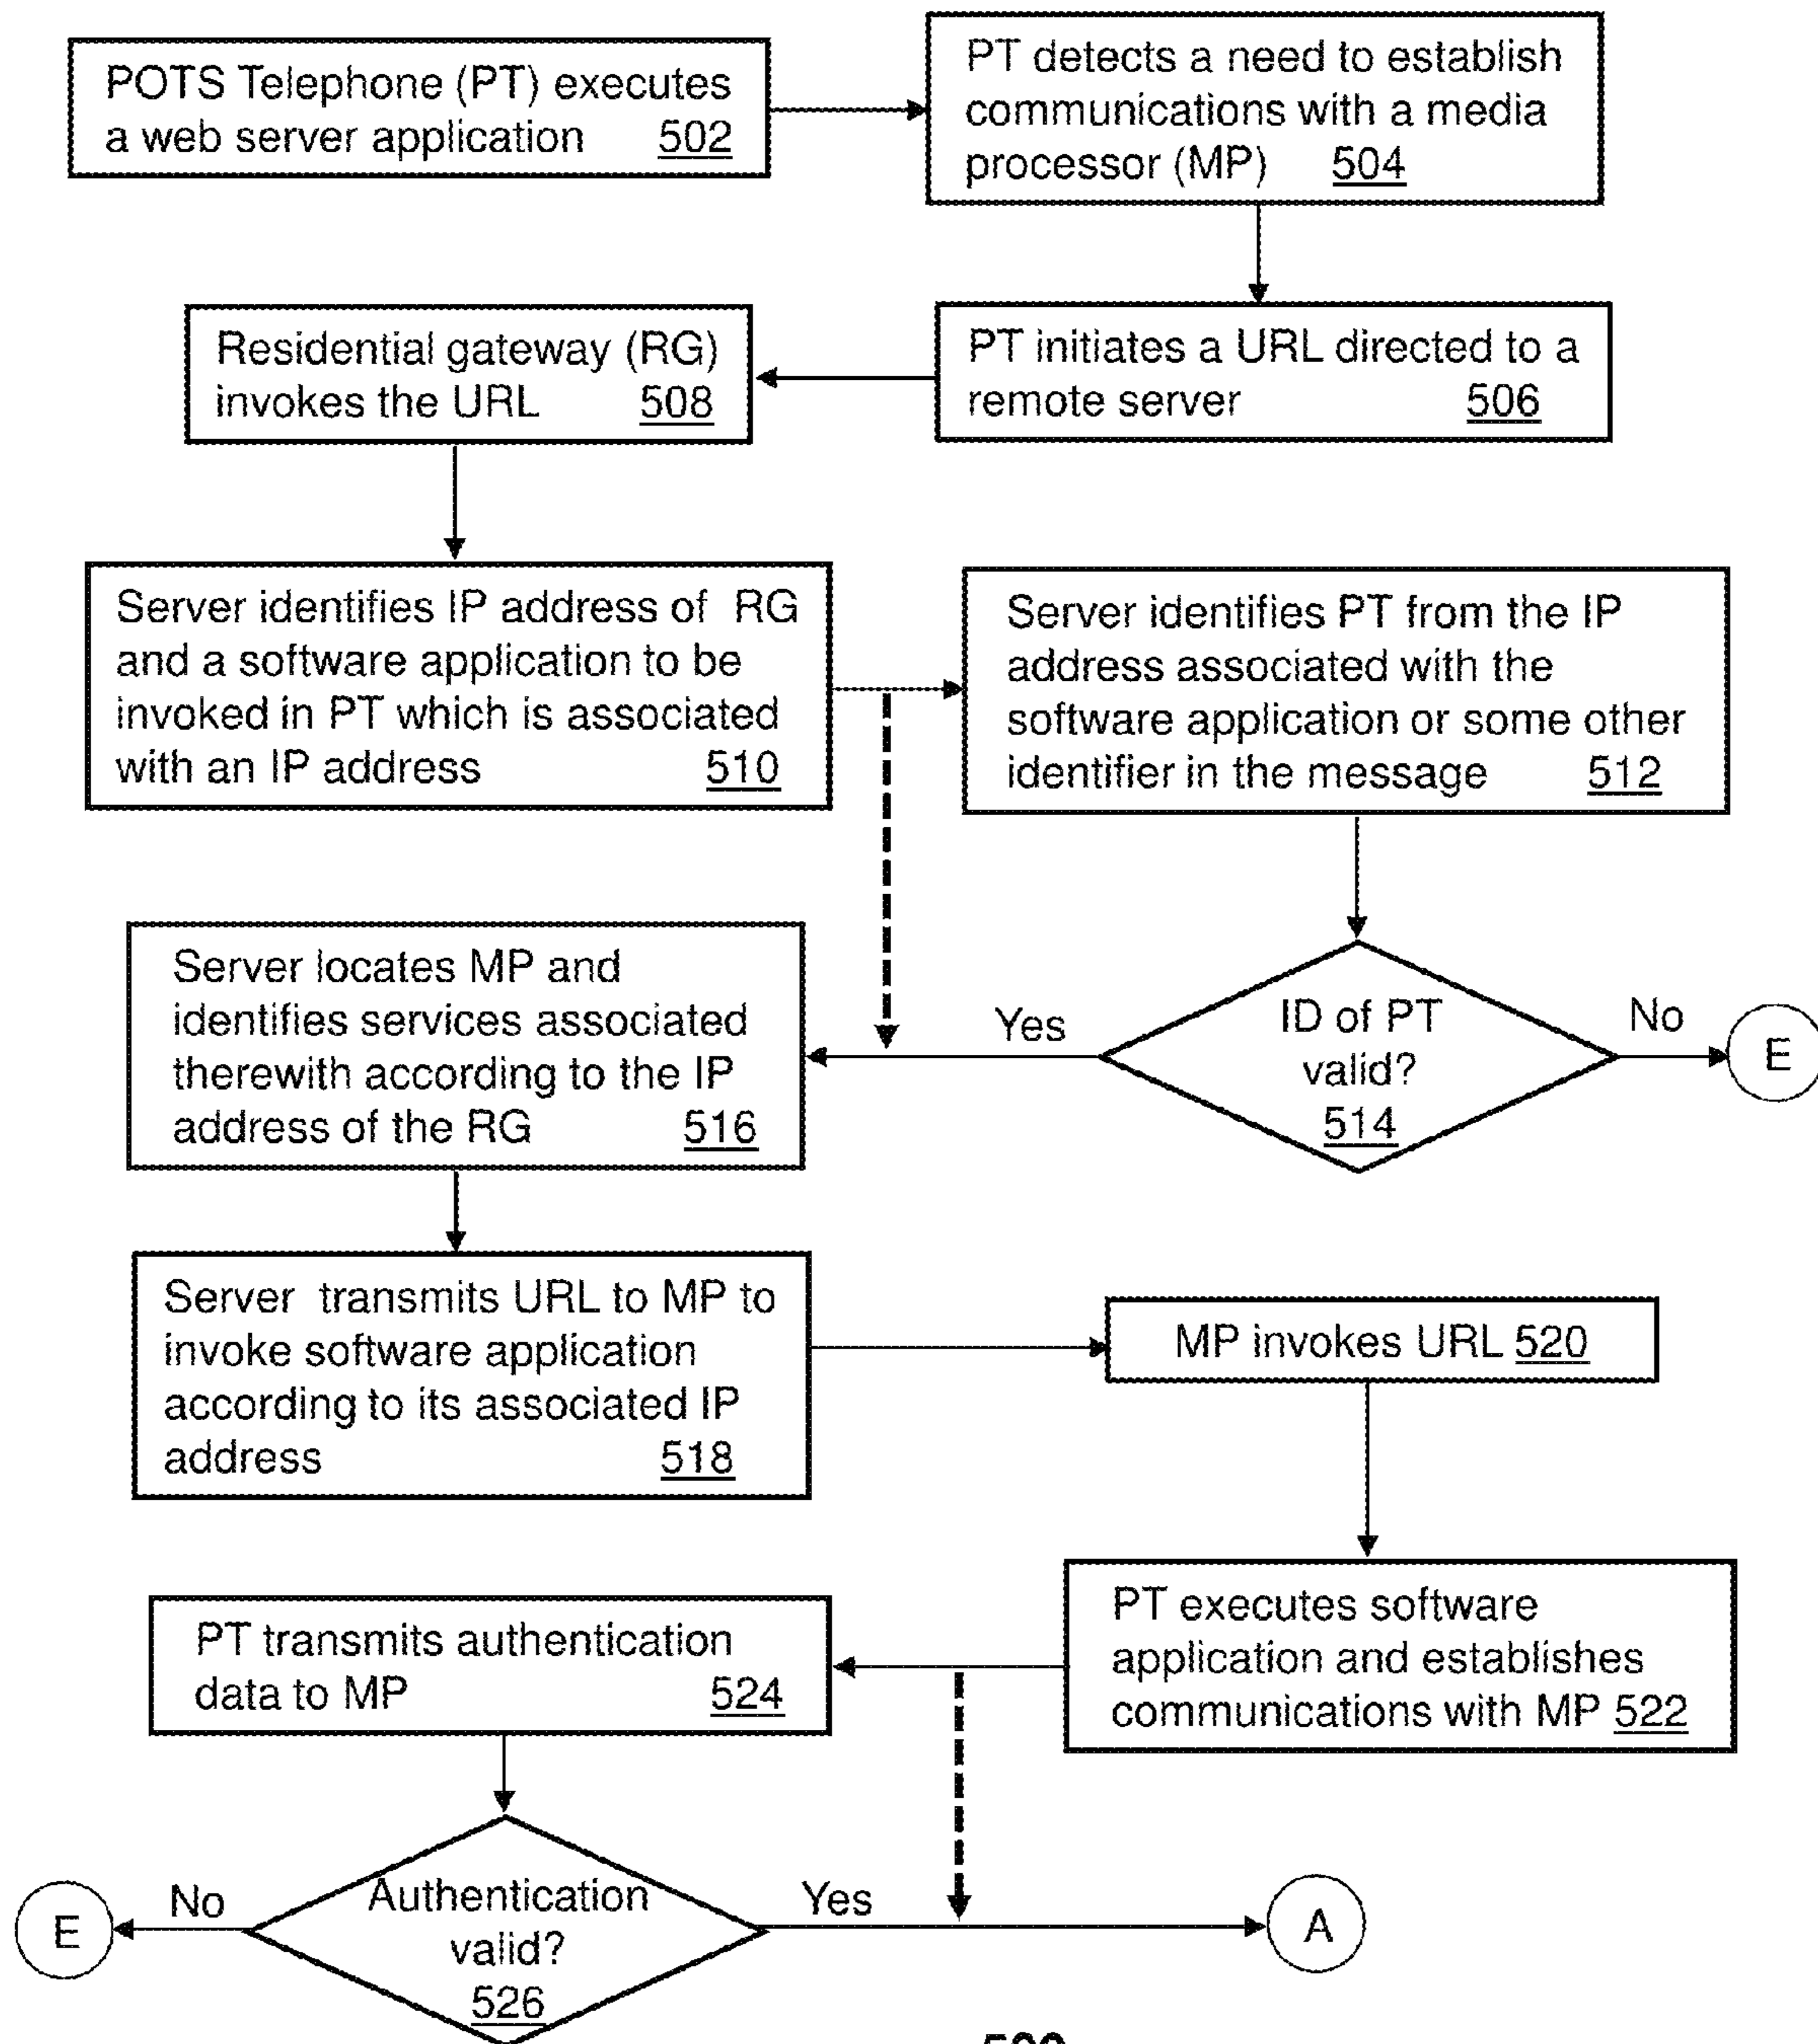 POTS Telephone (PT) executes
a web server application 502
PT detects a need to establish
communications with a media
processor (MP) 504
PT initiates a URL directed to a
remote server 506
Residential gateway (RG)
invokes the URL 508
Server identifies IP address of RG
and a software application to be
invoked in PT which is associated
with an IP address 510
Server identifies PT from the IP
address associated with the
software application or some other
identifier in the message 512
ID of PT
valid?
514
Yes
No
E
Server locates MP and
identifies services associated
therewith according to the IP
address of the RG 516
Server transmits URL to MP to
invoke software application
according to its associated IP
address 518
MP invokes URL 520
PT executes software
application and establishes
communications with MP 522
PT transmits authentication
data to MP 524
Authentication
valid?
526
No
E
Yes
A